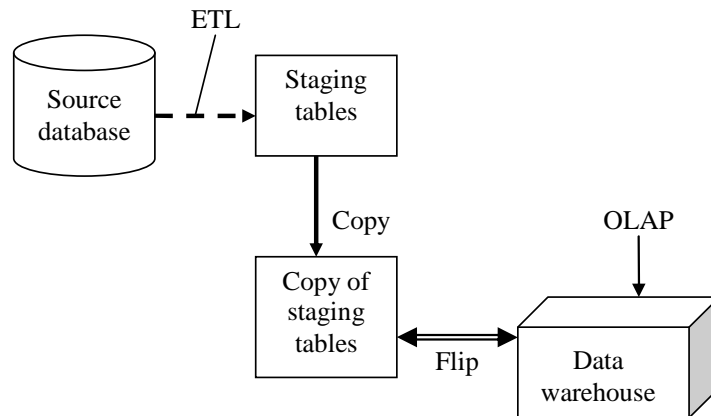 ETL
Source
database
Staging
tables
Copy
OLAP
Copy of
staging
tables
Flip
Data
warehouse